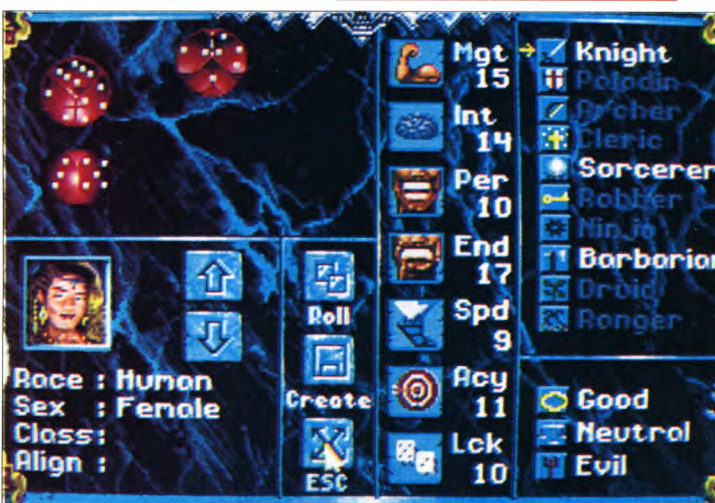 Mgt
15
Int
14
Per
10
End
17
Spd
9
Acy
11
Lck
10
Knight
Paladin
Archer
Cleric
Sorcerer
Robber
Ninja
Barbarian
Druid
Ranger
Good
Neutral
Evil
Roll
Create
ESC
Race : Human
Sex : Female
Class:
Align :